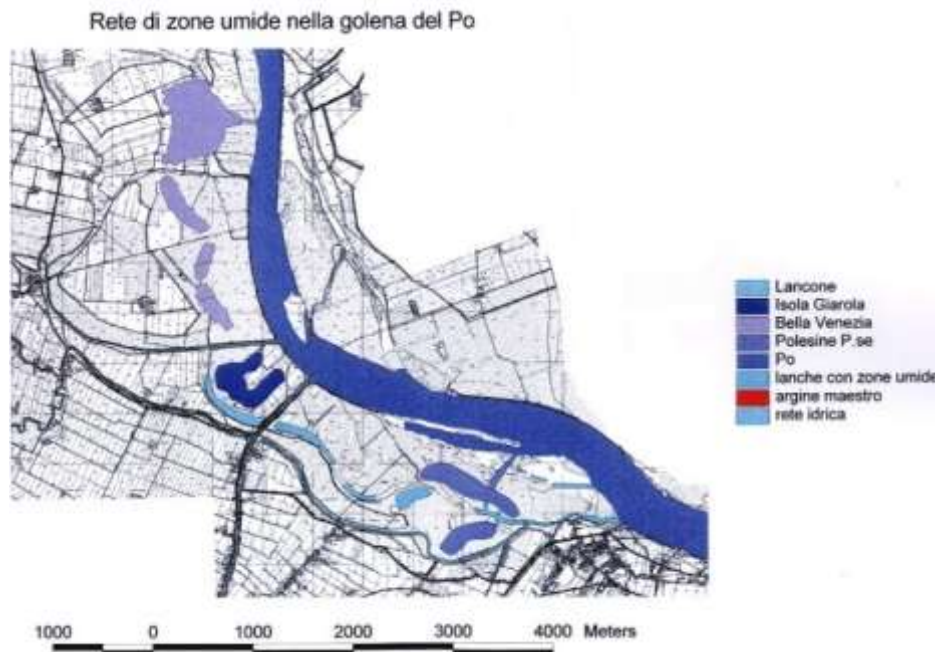 Rete di zone umide nella golena del Po
Lancone
Isola Giarola
Bella Venezia
Polesine P.se
Po
lanche con zone umide
argine maestro
rete idrica
1000 0 1000 2000 3000 4000 Meters